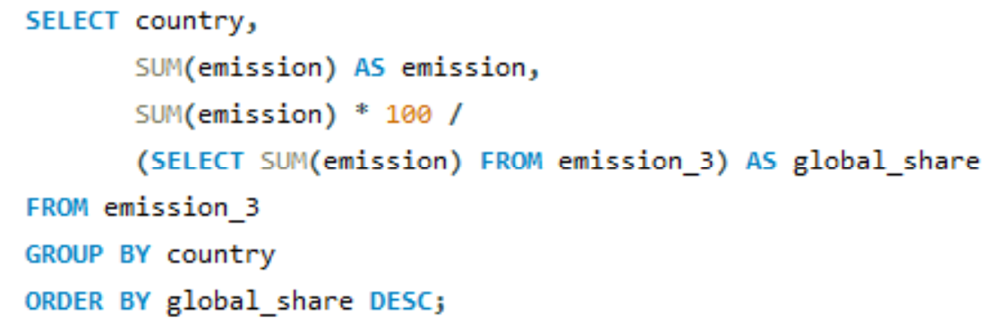 SELECT country,
SUM(emission) AS emission,
SUM(emission) * 100 /
(SELECT SUM(emission) FROM emission_3) AS global_share
FROM emission_3
GROUP BY country
ORDER BY global_share DESC;